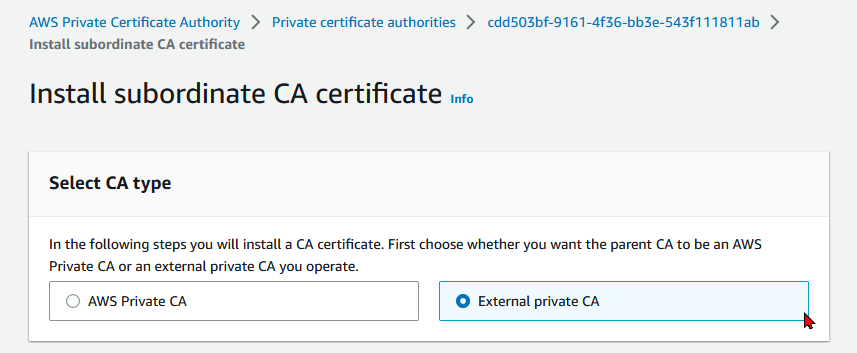 AWS Private Certificate Authority > Private certificate authorities > cdd503bf-9161-4f36-bb3e-543f111811ab >
Install subordinate CA certificate
Install subordinate CA certificate Info
Select CA type
In the following steps you will install a CA certificate. First choose whether you want the parent CA to be an AWS
Private CA or an external private CA you operate.
AWS Private CA External private CA